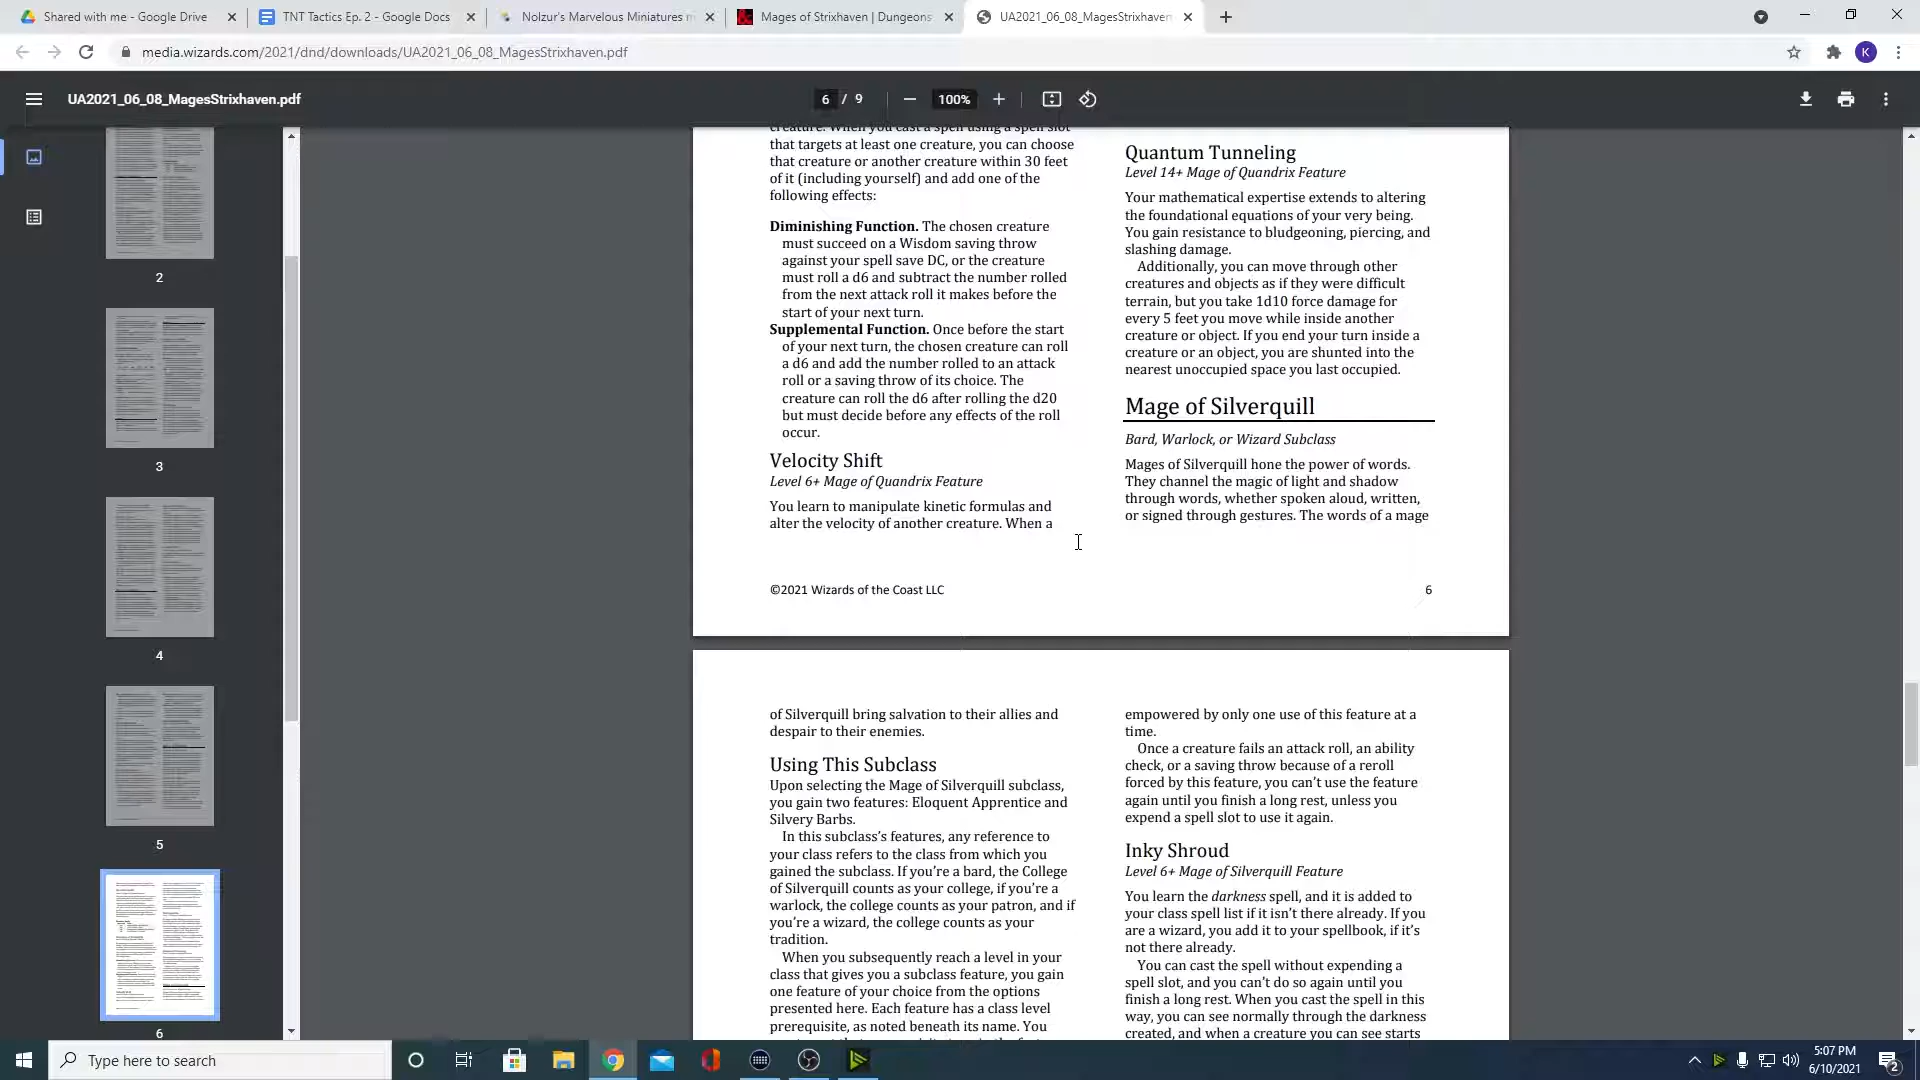 Shared with me - Google Drive
TNT Tactics Ep. 2 - Google Docs
Nolzur's Marvelous Miniatures
Mages of Strixhaven | Dungeons
UA2021_06_08_MagesStrixhaven
media.wizards.com/2021/dnd/downloads/UA2021_06_08_MagesStrixhaven.pdf
K
UA2021_06_08_MagesStrixhaven.pdf
6 / 9
100%
2
3
4
5
6
creature. When you cast a spell using a spell slot
that targets at least one creature, you can choose
that creature or another creature within 30 feet
of it (including yourself) and add one of the
following effects:
Diminishing Function. The chosen creature
must succeed on a Wisdom saving throw
against your spell save DC, or the creature
must roll a d6 and subtract the number rolled
from the next attack roll it makes before the
start of your next turn.
Supplemental Function. Once before the start
of your next turn, the chosen creature can roll
a d6 and add the number rolled to an attack
roll or a saving throw of its choice. The
creature can roll the d6 after rolling the d20
but must decide before any effects of the roll
occur.
Velocity Shift
Level 6+ Mage of Quandrix Feature
You learn to manipulate kinetic formulas and
alter the velocity of another creature. When a
Quantum Tunneling
Level 14+ Mage of Quandrix Feature
Your mathematical expertise extends to altering
the foundational equations of your very being.
You gain resistance to bludgeoning, piercing, and
slashing damage.
Additionally, you can move through other
creatures and objects as if they were difficult
terrain, but you take 1d10 force damage for
every 5 feet you move while inside another
creature or object. If you end your turn inside a
creature or an object, you are shunted into the
nearest unoccupied space you last occupied.
Mage of Silverquill
Bard, Warlock, or Wizard Subclass
Mages of Silverquill hone the power of words.
They channel the magic of light and shadow
through words, whether spoken aloud, written,
or signed through gestures. The words of a mage
©2021 Wizards of the Coast LLC
6
of Silverquill bring salvation to their allies and
despair to their enemies.
Using This Subclass
Upon selecting the Mage of Silverquill subclass,
you gain two features: Eloquent Apprentice and
Silvery Barbs.
In this subclass's features, any reference to
your class refers to the class from which you
gained the subclass. If you're a bard, the College
of Silverquill counts as your college, if you're a
warlock, the college counts as your patron, and if
you're a wizard, the college counts as your
tradition.
When you subsequently reach a level in your
class that gives you a subclass feature, you gain
one feature of your choice from the options
presented here. Each feature has a class level
prerequisite, as noted beneath its name. You
empowered by only one use of this feature at a
time.
Once a creature fails an attack roll, an ability
check, or a saving throw because of a reroll
forced by this feature, you can't use the feature
again until you finish a long rest, unless you
expend a spell slot to use it again.
Inky Shroud
Level 6+ Mage of Silverquill Feature
You learn the darkness spell, and it is added to
your class spell list if it isn't there already. If you
are a wizard, you add it to your spellbook, if it's
not there already.
You can cast the spell without expending a
spell slot, and you can't do so again until you
finish a long rest. When you cast the spell in this
way, you can see normally through the darkness
created, and when a creature you can see starts
Type here to search
5:07 PM
6/10/2021
2